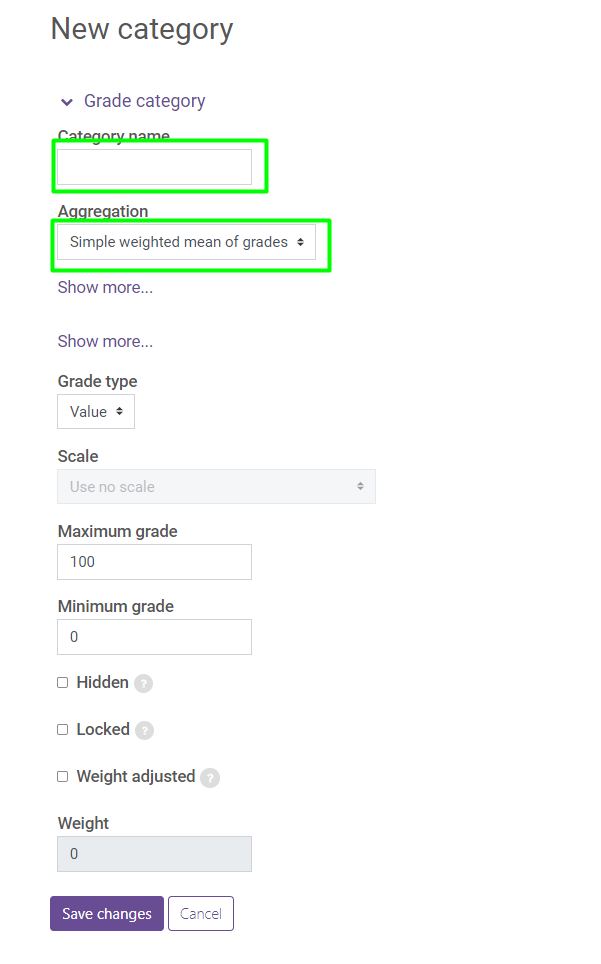 New category
Grade category
Category name
Aggregation
Simple weighted mean of grades
Show more...
Show more...
Grade type
Value
Scale
Use no scale
Maximum grade
100
Minimum grade
0
Hidden ?
Locked ?
Weight adjusted ?
Weight
0
Save changes Cancel